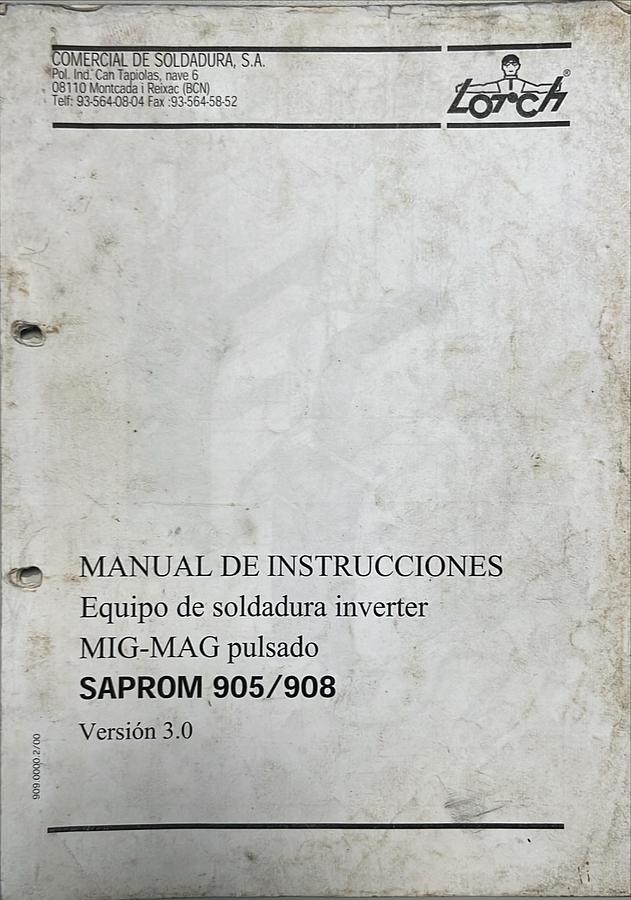 COMERCIAL DE SOLDADURA, S.A.
Pol. Ind. Can Tapiolas, nave 6
08110 Montcada i Reixac (BCN)
Telf: 93-564-08-04 Fax :93-564-58-52
Lorch®
MANUAL DE INSTRUCCIONES
Equipo de soldadura inverter
MIG-MAG pulsado
SAPROM 905/908
Versión 3.0
909.0000.2/00